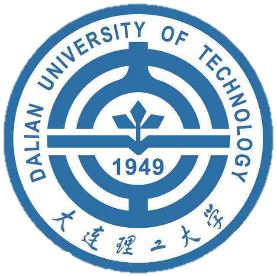 DALIAN UNIVERSITY OF TECHNOLOGY
1949
大连理工大学